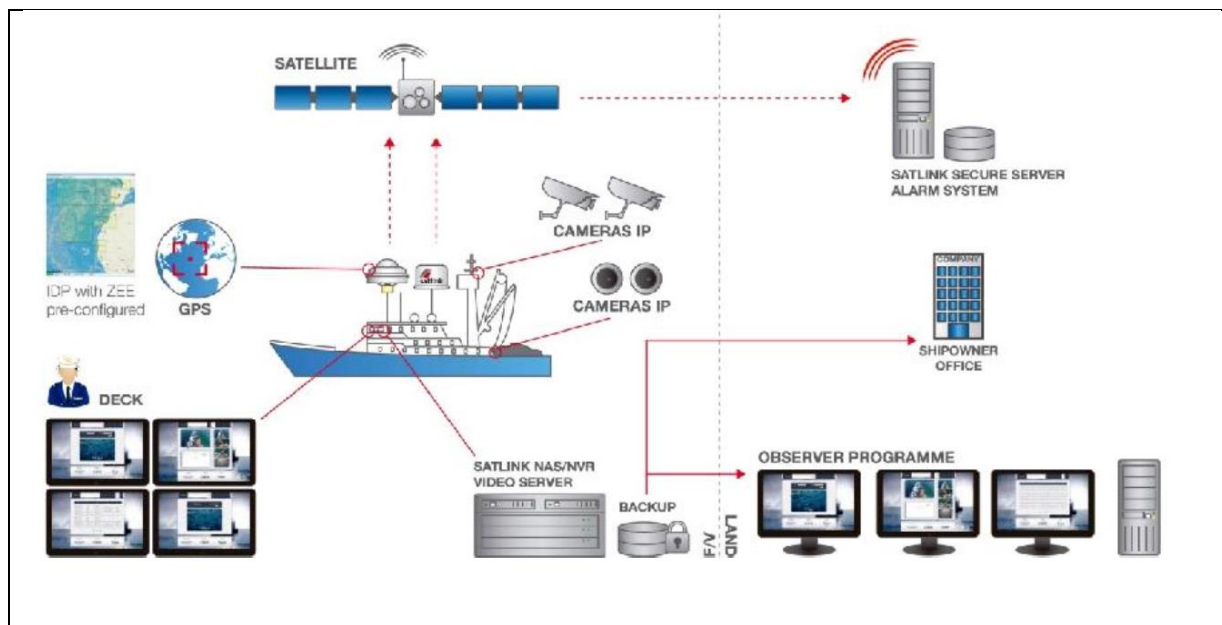 SATELLITE
SATLINK SECURE SERVER
ALARM SYSTEM
CAMERAS IP
IDP with ZEE
pre-configured
GPS
satlink
CAMERAS IP
COMPANY
SHIPOWNER
OFFICE
DECK
SATLINK NAS/NVR
VIDEO SERVER
BACKUP
OBSERVER PROGRAMME
F/V
LAND